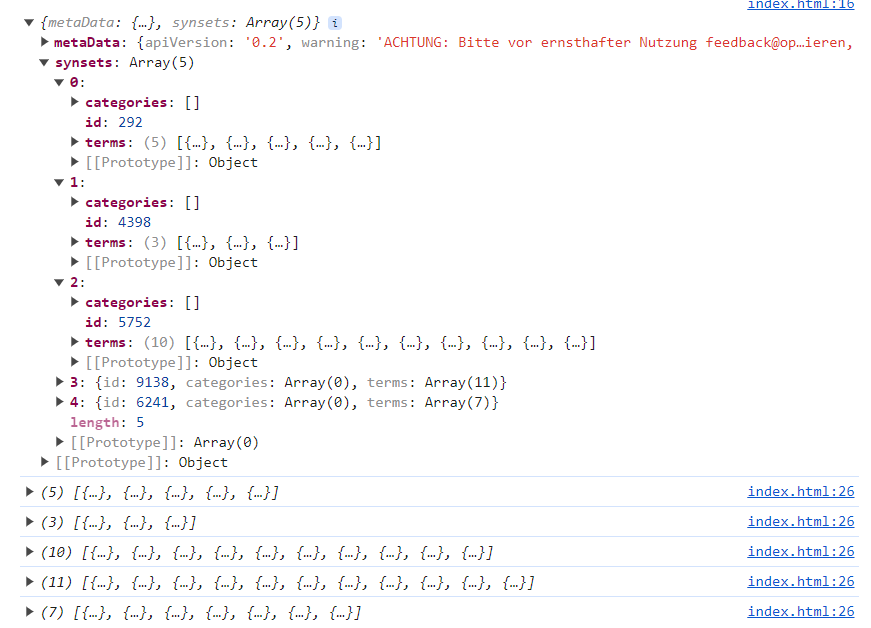 index.html:16
▼ {metaData: {…}, synsets: Array(5)} i
▶ metaData: {apiVersion: '0.2', warning: 'ACHTUNG: Bitte vor ernsthafter Nutzung feedback@op…ieren,
▼ synsets: Array(5)
▼ 0:
▶ categories: []
id: 292
▶ terms: (5) [{…}, {…}, {…}, {…}, {…}]
▶ [[Prototype]]: Object
▼ 1:
▶ categories: []
id: 4398
▶ terms: (3) [{…}, {…}, {…}]
▶ [[Prototype]]: Object
▼ 2:
▶ categories: []
id: 5752
▶ terms: (10) [{…}, {…}, {…}, {…}, {…}, {…}, {…}, {…}, {…}, {…}]
▶ [[Prototype]]: Object
▶ 3: {id: 9138, categories: Array(0), terms: Array(11)}
▶ 4: {id: 6241, categories: Array(0), terms: Array(7)}
length: 5
▶ [[Prototype]]: Array(0)
▶ [[Prototype]]: Object
▶ (5) [{…}, {…}, {…}, {…}, {…}] index.html:26
▶ (3) [{…}, {…}, {…}] index.html:26
▶ (10) [{…}, {…}, {…}, {…}, {…}, {…}, {…}, {…}, {…}, {…}] index.html:26
▶ (11) [{…}, {…}, {…}, {…}, {…}, {…}, {…}, {…}, {…}, {…}, {…}] index.html:26
▶ (7) [{…}, {…}, {…}, {…}, {…}, {…}, {…}] index.html:26